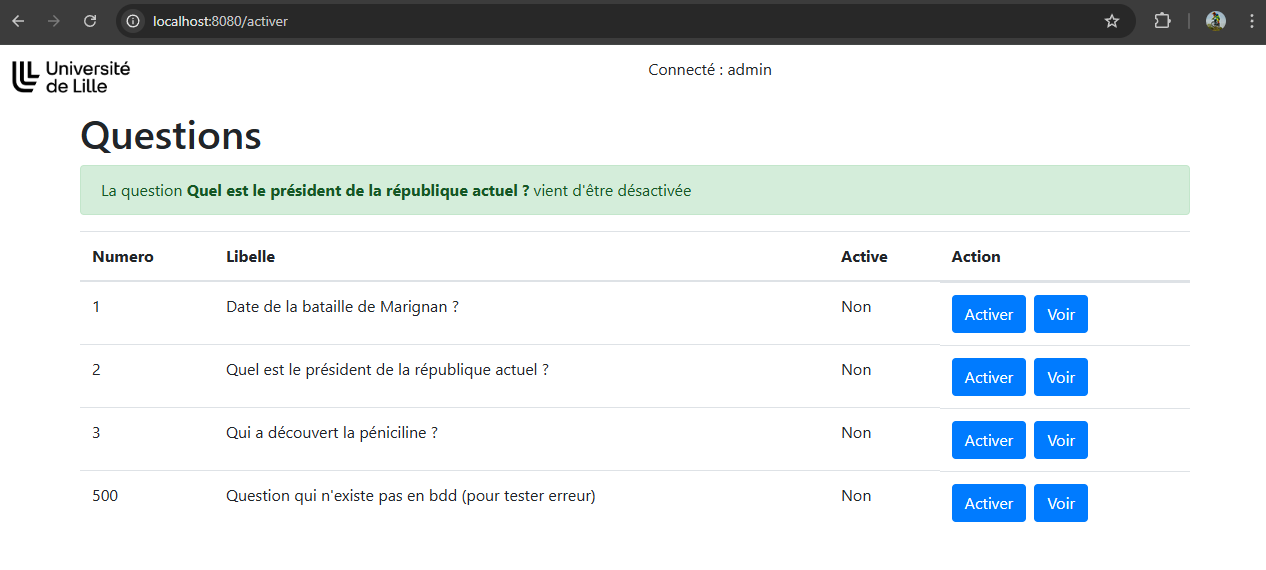 localhost:8080/activer
Université
de Lille
Connecté : admin
Questions
La question Quel est le président de la république actuel ? vient d'être désactivée
Numero Libelle Active Action
1 Date de la bataille de Marignan ? Non Activer Voir
2 Quel est le président de la république actuel ? Non Activer Voir
3 Qui a découvert la péniciline ? Non Activer Voir
500 Question qui n'existe pas en bdd (pour tester erreur) Non Activer Voir